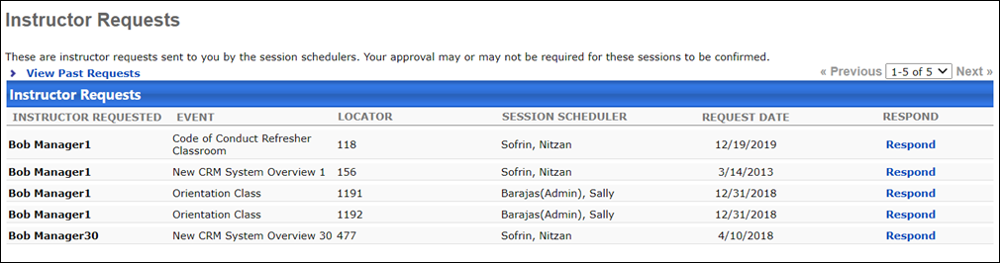 Instructor Requests
These are instructor requests sent to you by the session schedulers. Your approval may or may not be required for these sessions to be confirmed.
> View Past Requests
« Previous 1-5 of 5 Next »
Instructor Requests
INSTRUCTOR REQUESTED EVENT LOCATOR SESSION SCHEDULER REQUEST DATE RESPOND
Bob Manager1 Code of Conduct Refresher Classroom 118 Sofrin, Nitzan 12/19/2019 Respond
Bob Manager1 New CRM System Overview 1 156 Sofrin, Nitzan 3/14/2013 Respond
Bob Manager1 Orientation Class 1191 Barajas(Admin), Sally 12/31/2018 Respond
Bob Manager1 Orientation Class 1192 Barajas(Admin), Sally 12/31/2018 Respond
Bob Manager30 New CRM System Overview 30 477 Sofrin, Nitzan 4/10/2018 Respond